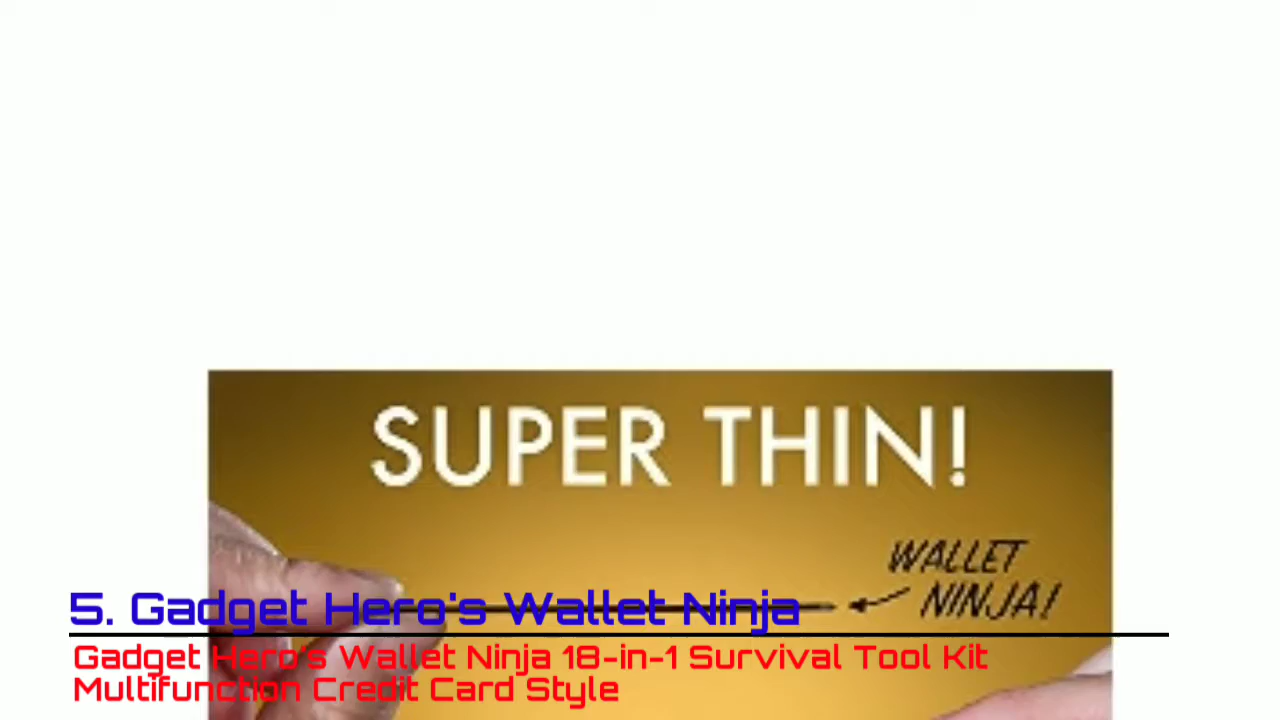 SUPER THIN!
WALLET
NINJA!
5. Gadget Hero's Wallet Ninja
Gadget Hero's Wallet Ninja 18-in-1 Survival Tool Kit
Multifunction Credit Card Style